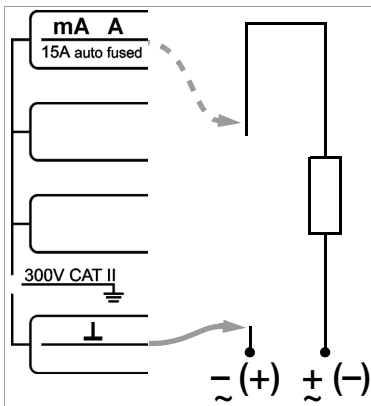 mA A
15A auto fused
300V CAT II
− (+) + (−)
~ ~